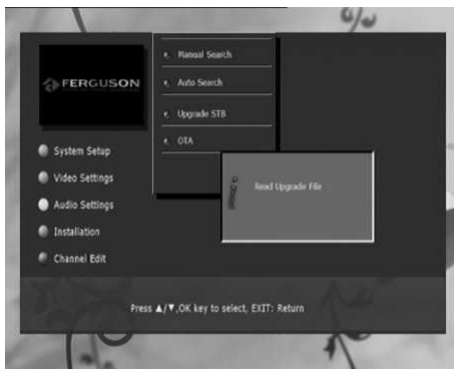 FERGUSON
Manual Search
Auto Search
Upgrade STB
OTA
System Setup
Video Settings
Audio Settings
Installation
Channel Edit
Read Upgrade File
Press ▲/▼,OK key to select, EXIT: Return